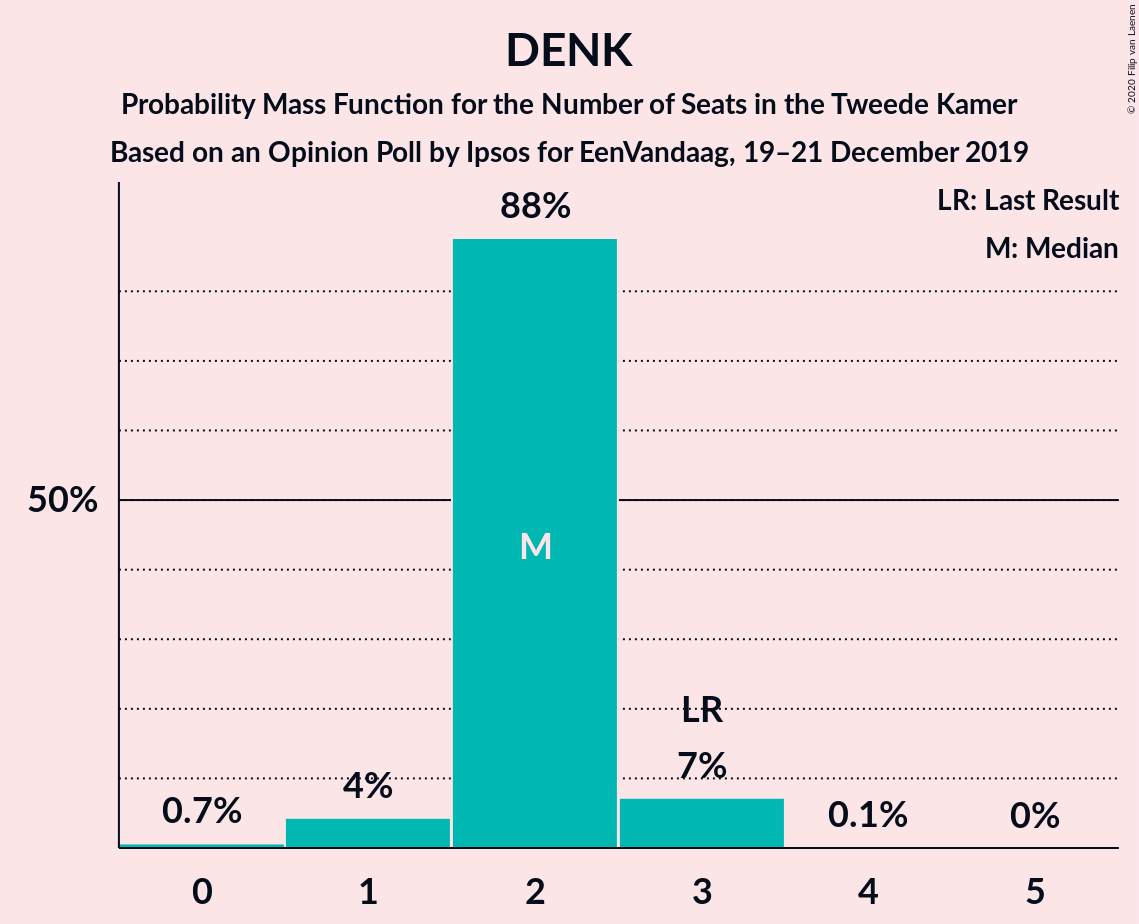 DENK
Probability Mass Function for the Number of Seats in the Tweede Kamer
Based on an Opinion Poll by Ipsos for EenVandaag, 19–21 December 2019
© 2020 Filip van Laenen
LR: Last Result
M: Median
88%
50%
M
LR
7%
4%
0.7%
0.1%
0%
0 1 2 3 4 5